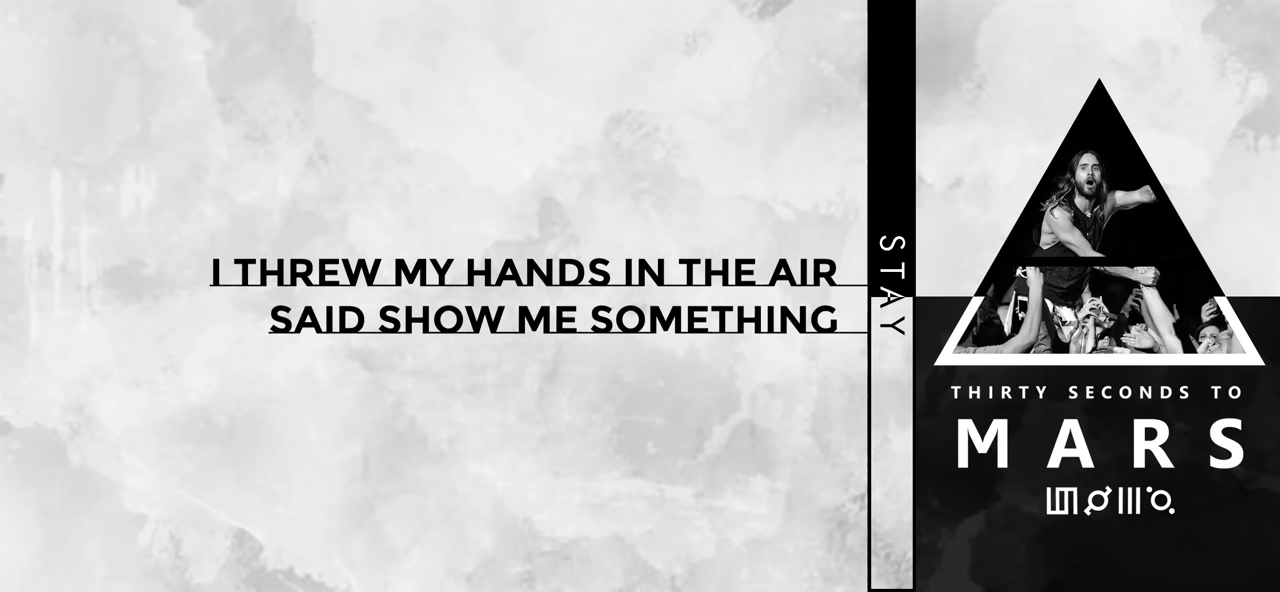 I THREW MY HANDS IN THE AIR
SAID SHOW ME SOMETHING
STAY
THIRTY SECONDS TO
MARS